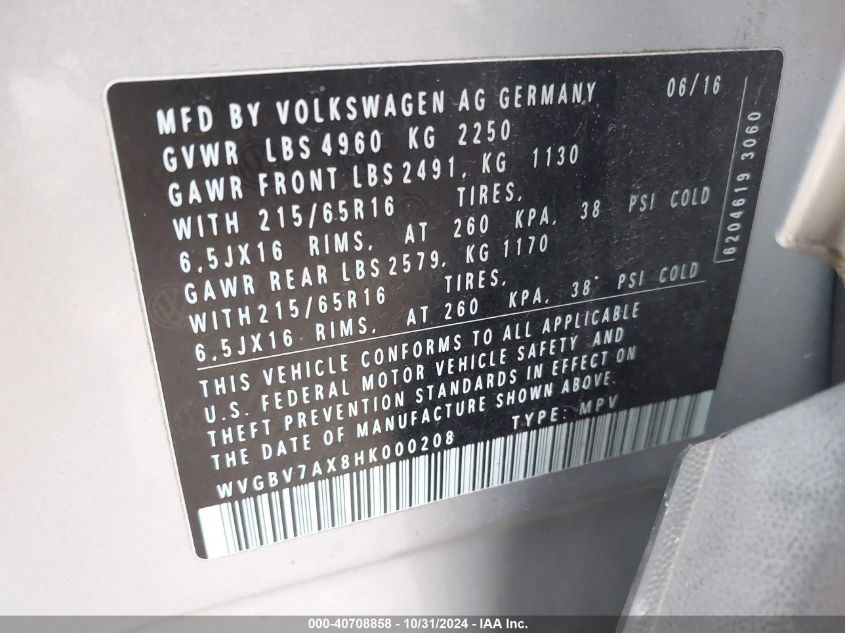 MFD BY VOLKSWAGEN AG GERMANY 06/16
GVWR LBS 4960 KG 2250
GAWR FRONT LBS 2491, KG 1130
WITH 215/65R16 TIRES,
6.5JX16 RIMS, AT 260 KPA, 38 PSI COLD
GAWR REAR LBS 2579, KG 1170
WITH 215/65R16 TIRES,
6.5JX16 RIMS, AT 260 KPA, 38 PSI COLD
THIS VEHICLE CONFORMS TO ALL APPLICABLE
U.S. FEDERAL MOTOR VEHICLE SAFETY AND
THEFT PREVENTION STANDARDS IN EFFECT ON
THE DATE OF MANUFACTURE SHOWN ABOVE.
WVGBV7AX8HK000208 TYPE: MPV
6204619 3060
000-40708858 - 10/31/2024 - IAA Inc.